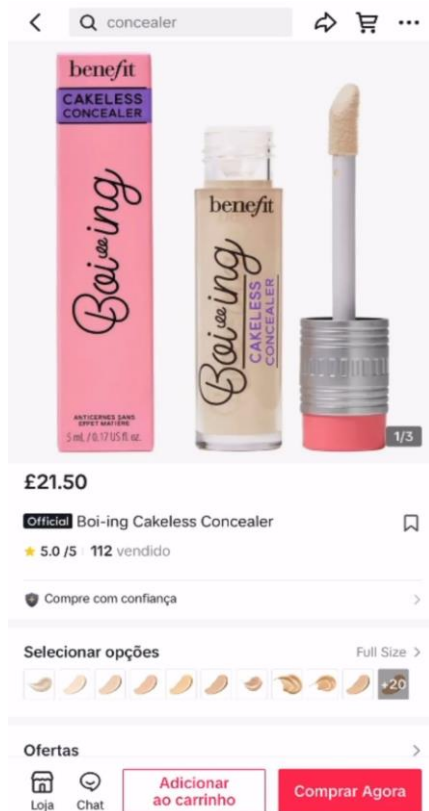 concealer
benefit
CAKELESS
CONCEALER
Boi-ing
ANTICERNES SANS
EFFET MATIÈRE
5 mL / 0.17 US fl. oz.
benefit
Boi-ing
CAKELESS
CONCEALER
1/3
£21.50
Official Boi-ing Cakeless Concealer
5.0 /5 112 vendido
Compre com confiança
Selecionar opções Full Size
+20
Ofertas
Loja
Chat
Adicionar
ao carrinho
Comprar Agora